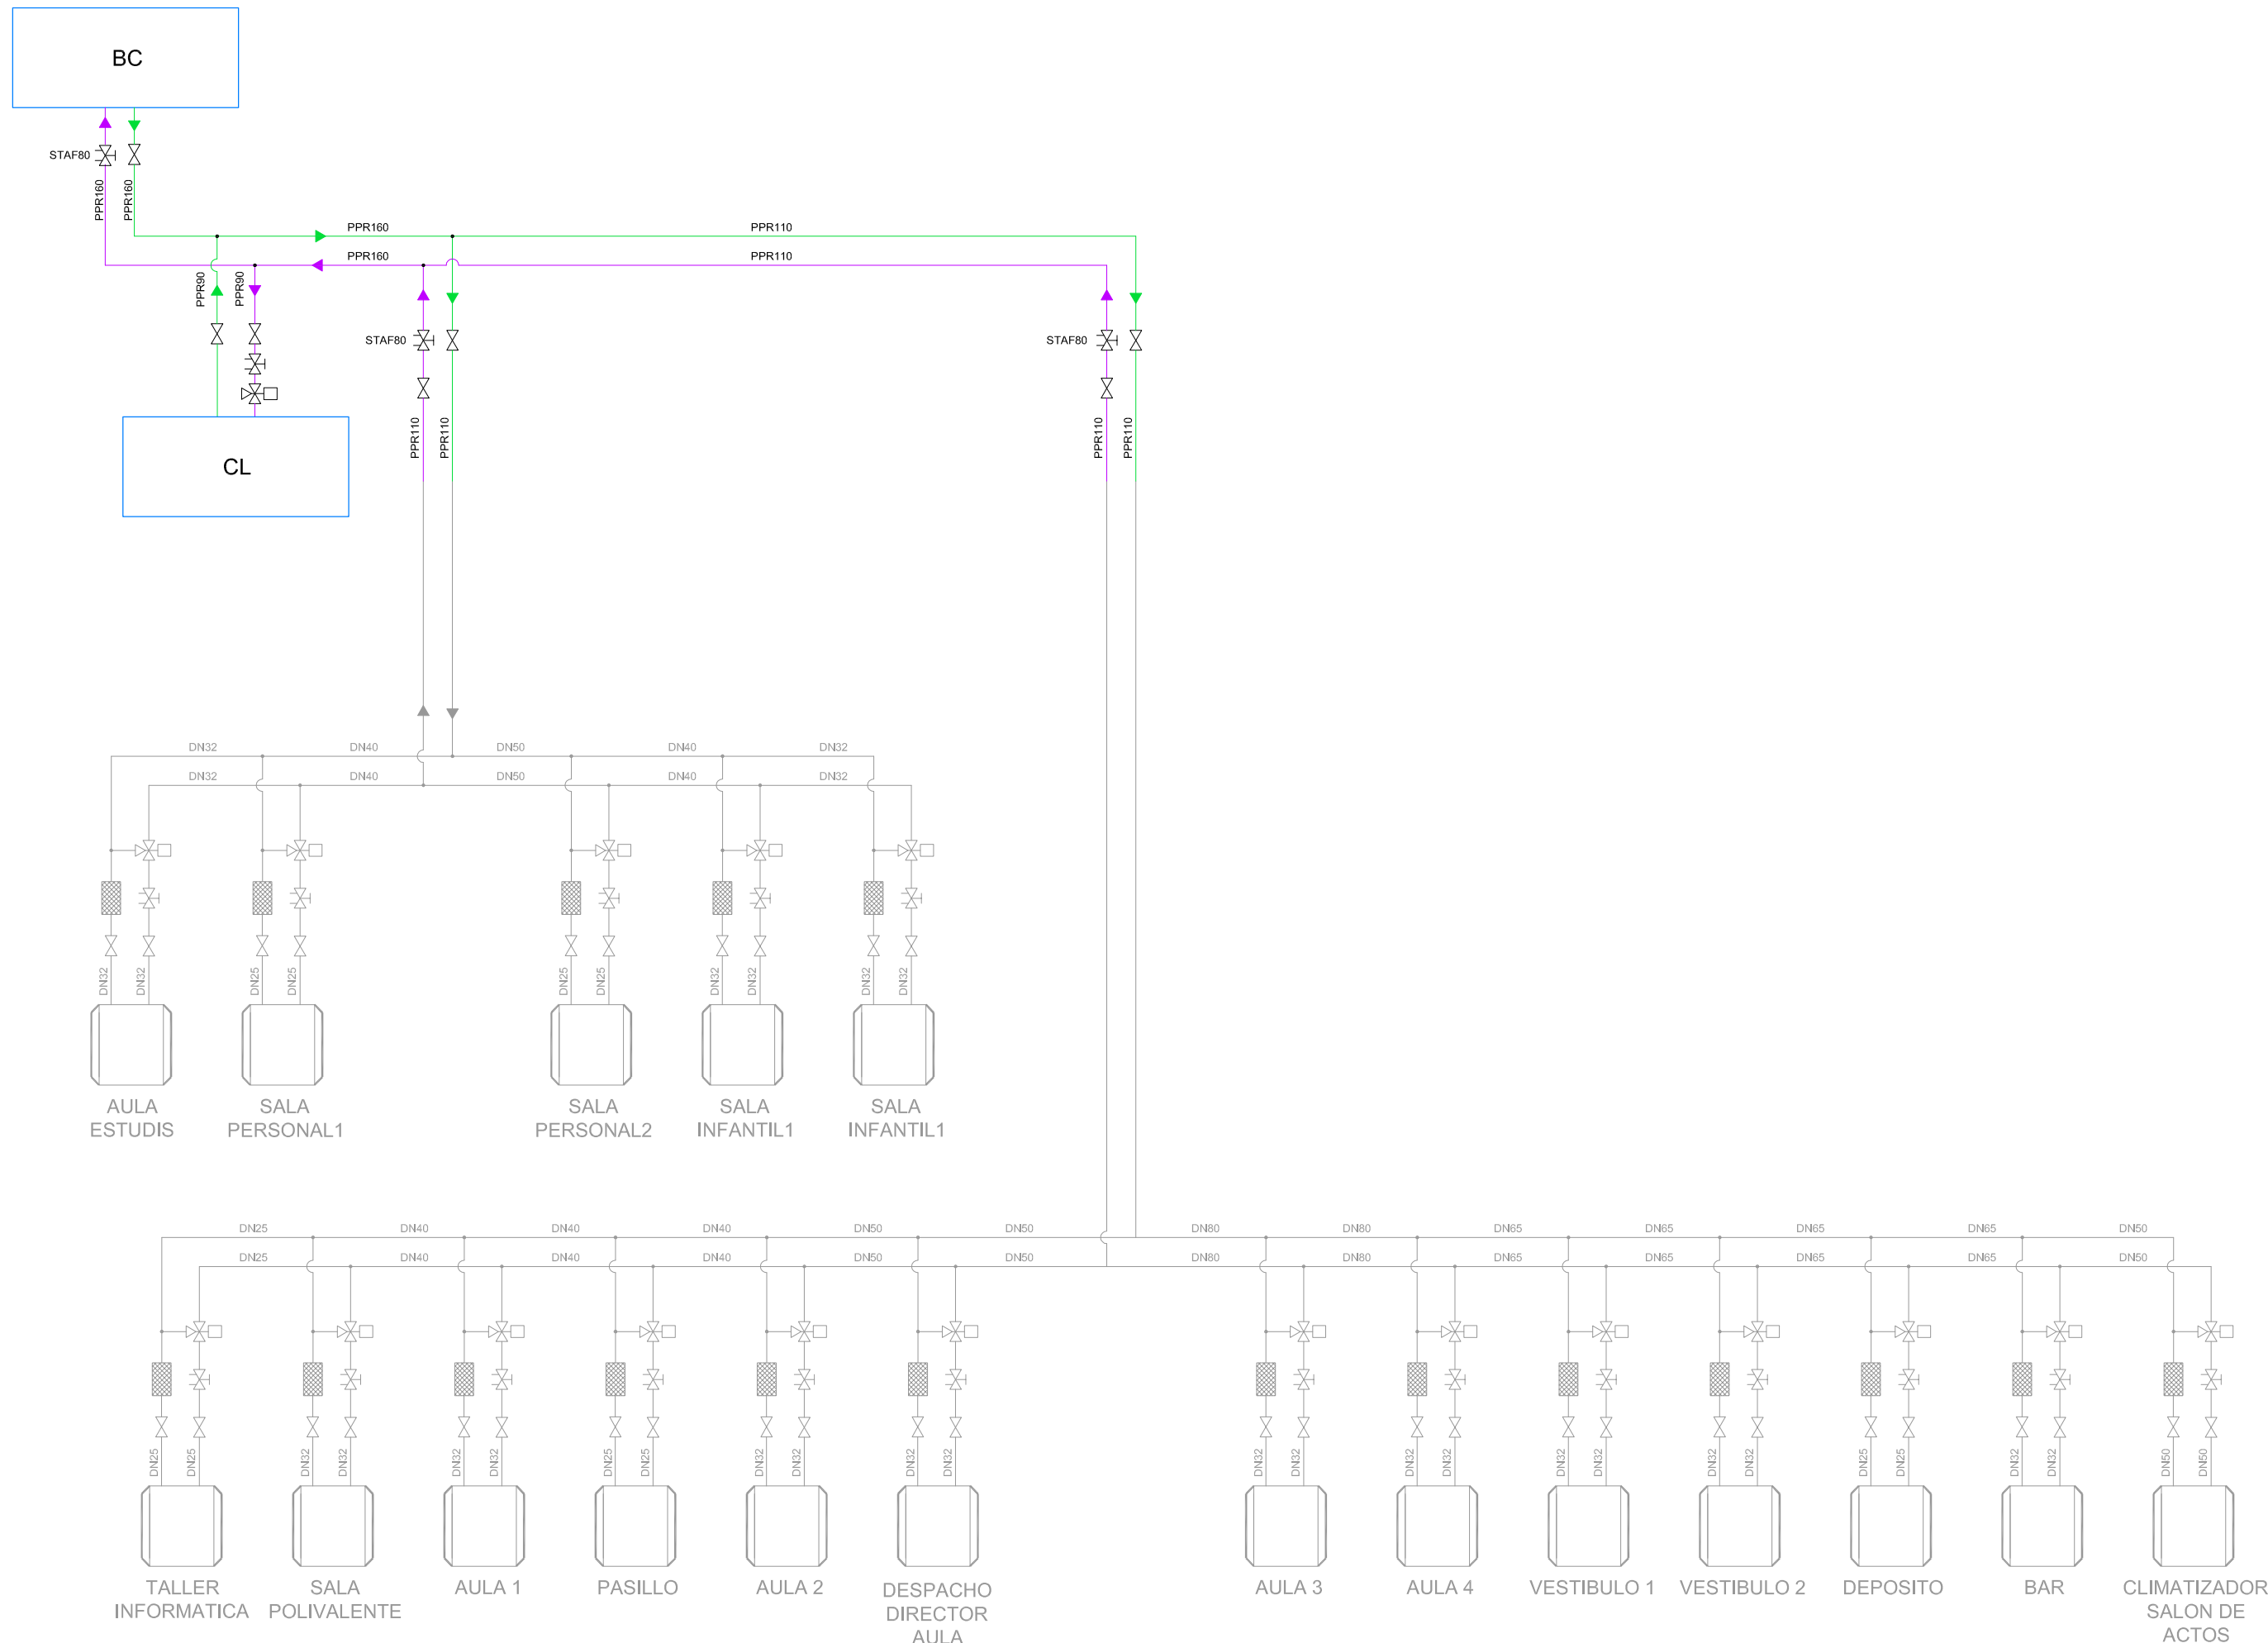 BC
STAF80
PPR160
PPR160
PPR160
PPR110
PPR160
PPR110
PPR90
PPR90
STAF80
STAF80
PPR110
PPR110
PPR110
PPR110
CL
DN32
DN40
DN50
DN40
DN32
DN32
DN40
DN50
DN40
DN32
DN32
DN32
DN25
DN25
DN25
DN25
DN32
DN32
DN32
DN32
AULA
ESTUDIS
SALA
PERSONAL1
SALA
PERSONAL2
SALA
INFANTIL1
SALA
INFANTIL1
DN25
DN40
DN40
DN40
DN50
DN50
DN80
DN80
DN65
DN65
DN65
DN65
DN50
DN25
DN40
DN40
DN40
DN50
DN50
DN80
DN80
DN65
DN65
DN65
DN65
DN50
DN25
DN25
DN32
DN32
DN32
DN32
DN25
DN25
DN32
DN32
DN32
DN32
DN32
DN32
DN32
DN32
DN32
DN32
DN32
DN32
DN25
DN25
DN32
DN32
DN50
DN50
TALLER
INFORMATICA
SALA
POLIVALENTE
AULA 1
PASILLO
AULA 2
DESPACHO
DIRECTOR
AULA
AULA 3
AULA 4
VESTIBULO 1
VESTIBULO 2
DEPOSITO
BAR
CLIMATIZADOR
SALON DE
ACTOS